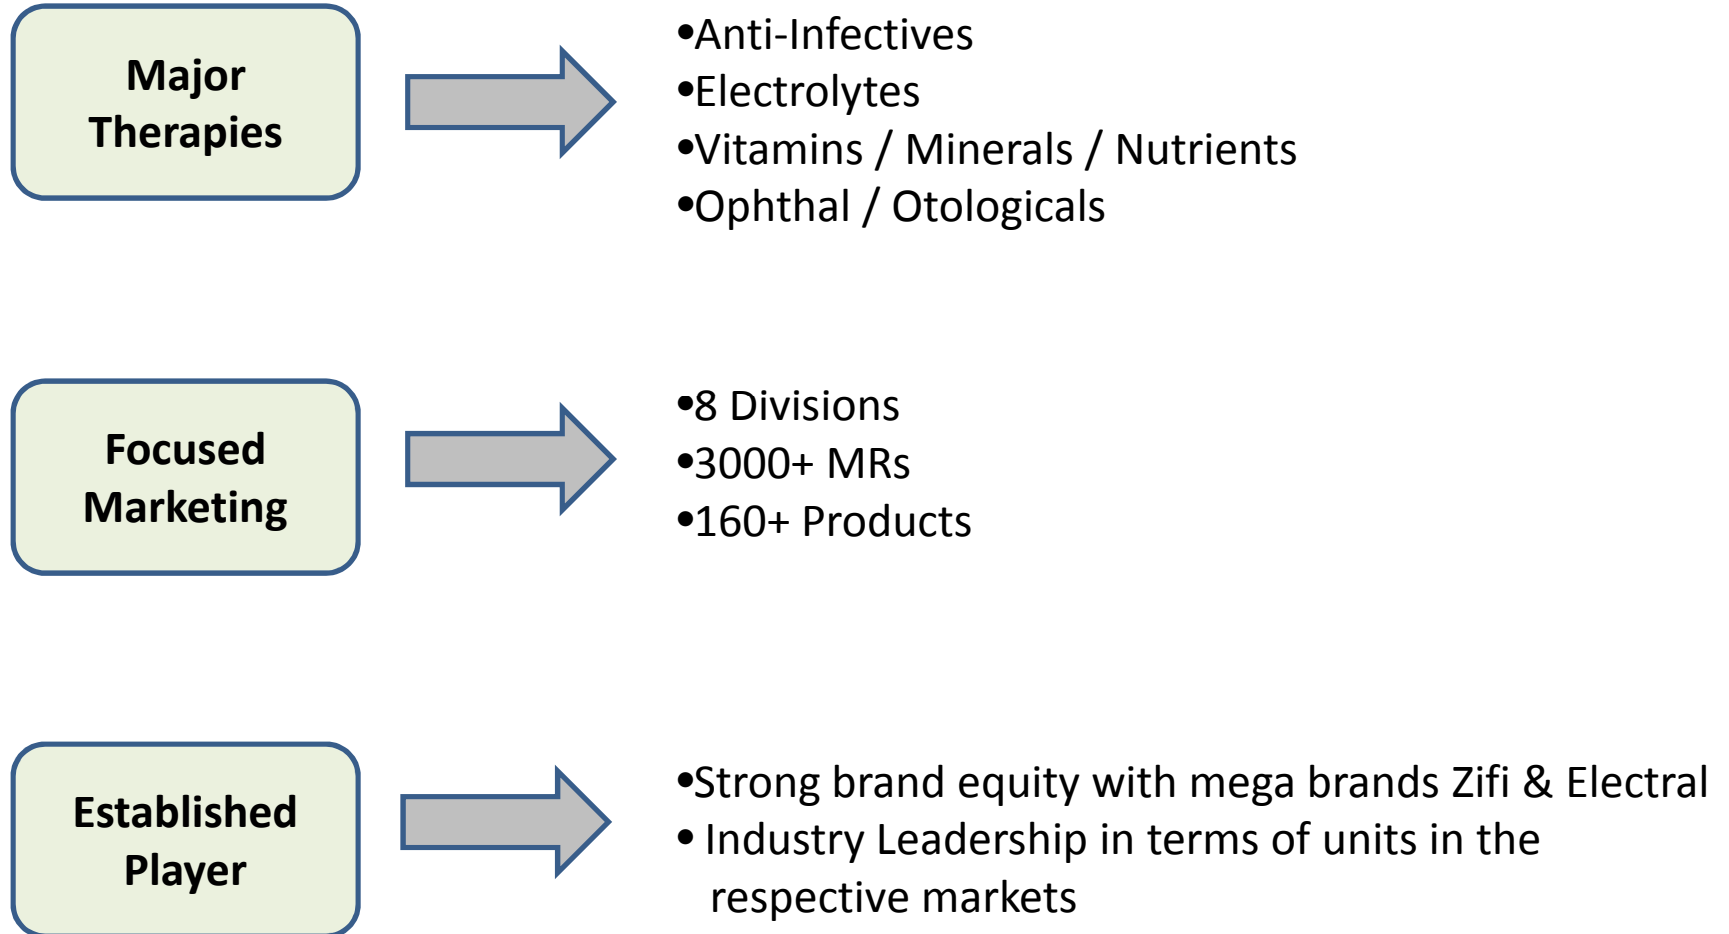 Major
Therapies
•Anti-Infectives
•Electrolytes
•Vitamins / Minerals / Nutrients
•Ophthal / Otologicals
Focused
Marketing
•8 Divisions
•3000+ MRs
•160+ Products
Established
Player
•Strong brand equity with mega brands Zifi & Electral
• Industry Leadership in terms of units in the
respective markets